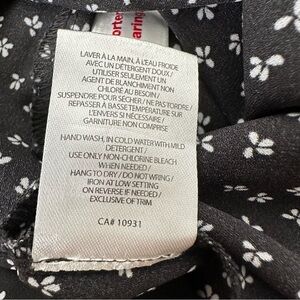 LAVER À LA MAIN, À L'EAU FROIDE
AVEC UN DÉTERGENT DOUX/
UTILISER SEULEMENT UN
AGENT DE BLANCHIMENT NON
CHLORÉ AU BESOIN/
SUSPENDRE POUR SÉCHER / NE PAS TORDRE/
REPASSER À BASSE TEMPÉRATURE SUR
L'ENVERS SI NÉCESSAIRE/
GARNITURE NON COMPRISE
HAND WASH, IN COLD WATER WITH MILD
DETERGENT/
USE ONLY NON-CHLORINE BLEACH
WHEN NEEDED/
HANG TO DRY / DO NOT WRING/
IRON AT LOW SETTING
ON REVERSE IF NEEDED/
EXCLUSIVE OF TRIM
CA# 10931